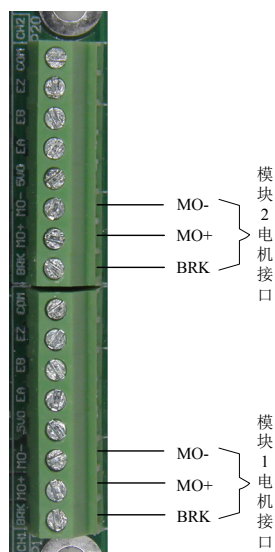 CH2
COM
EZ
EB
EA
5VO
MO-
MO+
BRK
MO-
MO+
BRK
模块2电机接口
COM
EZ
EB
EA
5VO
MO-
MO+
BRK
CH1
MO-
MO+
BRK
模块1电机接口